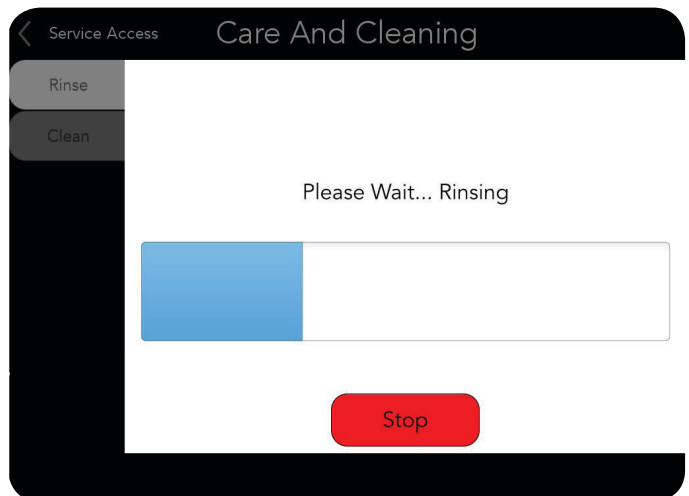 Service Access
Care And Cleaning
Rinse
Clean
Please Wait... Rinsing
Stop